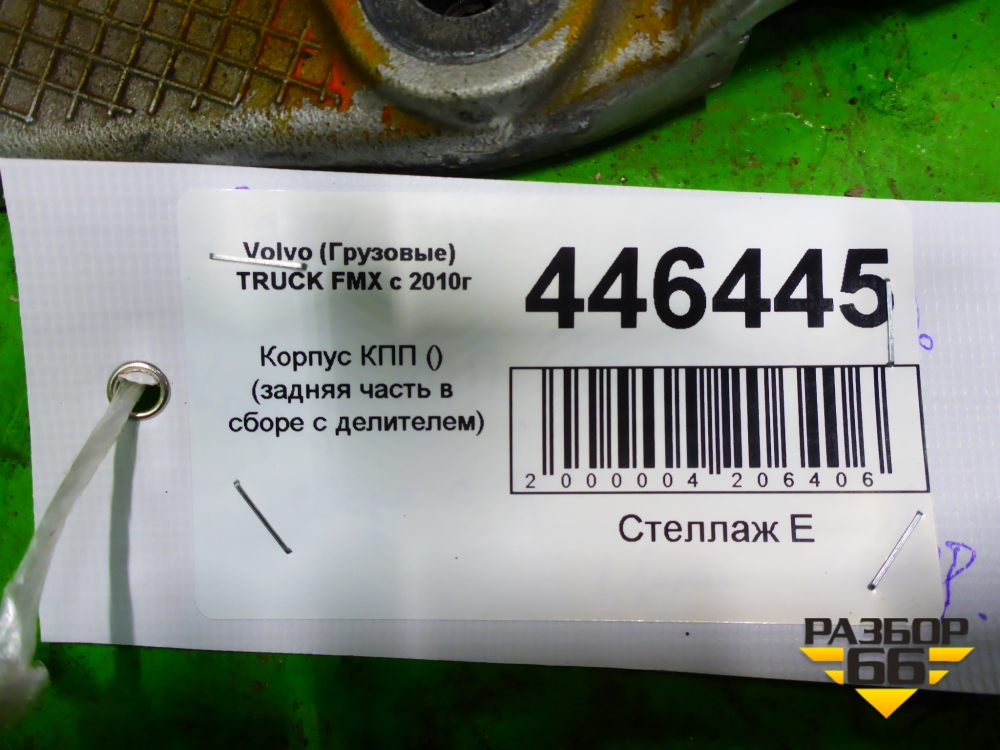 Volvo (Грузовые)
TRUCK FMX с 2010г
446445
Корпус КПП ()
(задняя часть в
сборе с делителем)
2 000004 206406
Стеллаж Е
РАЗБОР
66